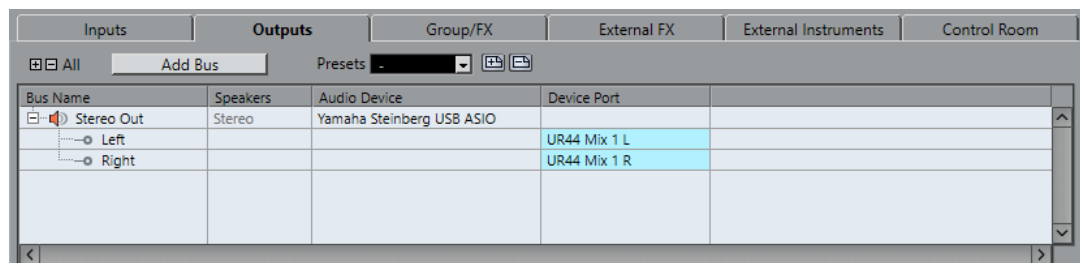 Inputs Outputs Group/FX External FX External Instruments Control Room
All Add Bus Presets -
Bus Name Speakers Audio Device Device Port
Stereo Out Stereo Yamaha Steinberg USB ASIO
Left UR44 Mix 1 L
Right UR44 Mix 1 R